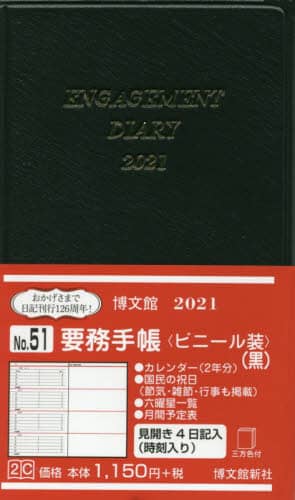 ENGAGEMENT
DIARY
2021
おかげさまで
日記刊行126周年!
博文館 2021
No.51 要務手帳〈ビニール装〉(黒)
●カレンダー(2年分)
●国民の祝日
(節気・雑節・行事も掲載)
●六曜星一覧
●月間予定表
見開き4日記入
(時刻入り)
三方色付
2C 価格 本体1,150円+税
博文館新社